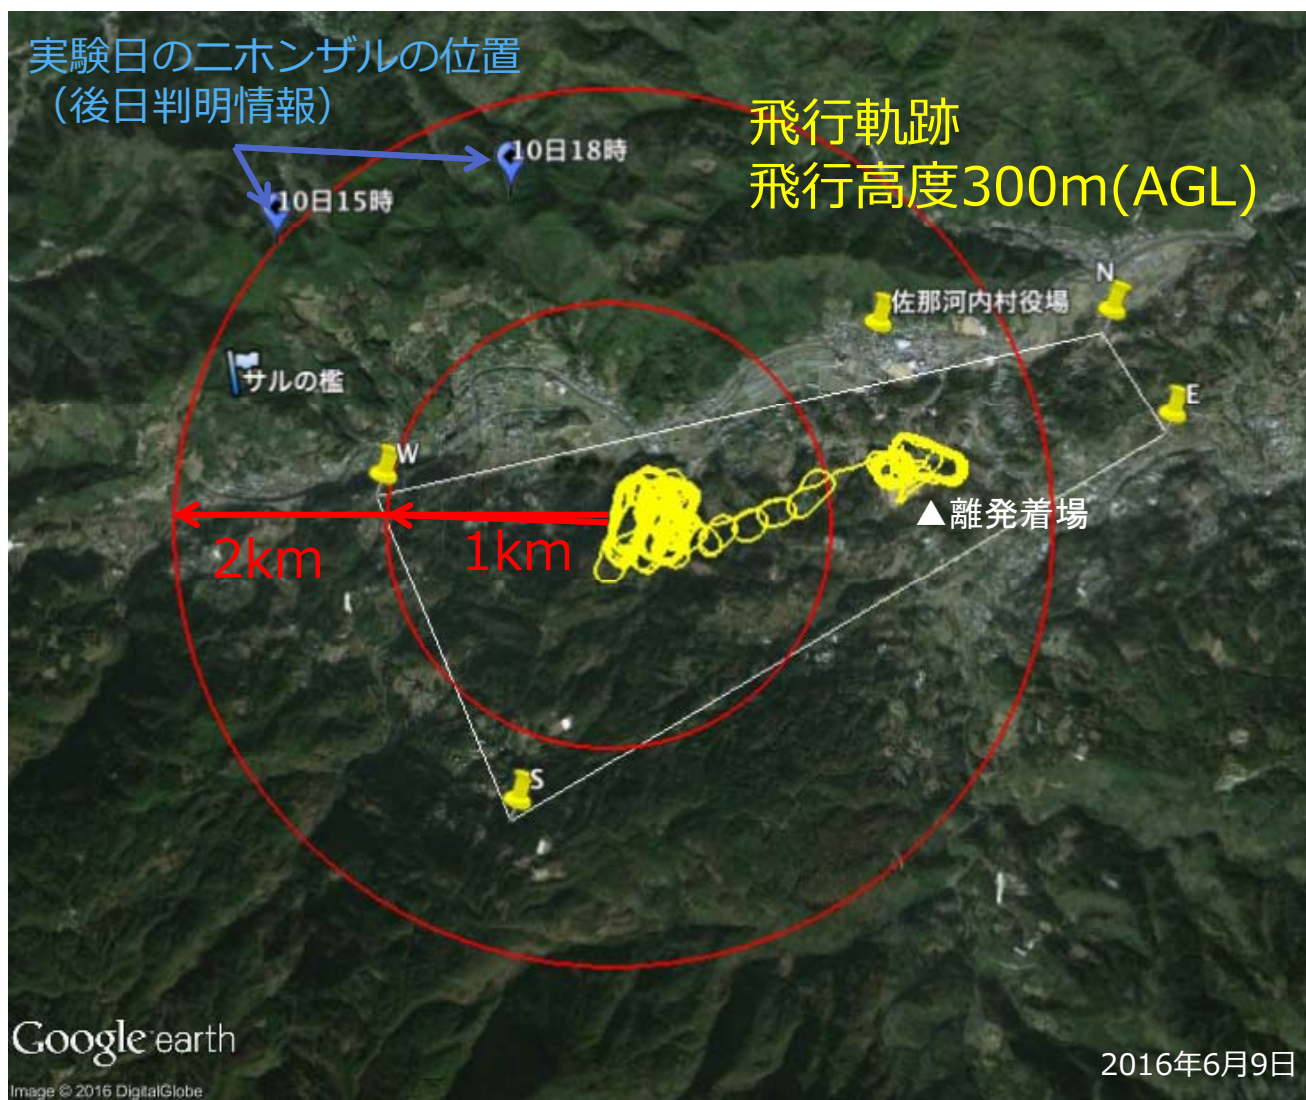 実験日のニホンザルの位置
（後日判明情報）
飛行軌跡
飛行高度300m(AGL)
10日18時
10日15時
N
佐那河内村役場
サルの檻
E
W
▲離発着場
2km
1km
S
Google earth
2016年6月9日
Image © 2016 DigitalGlobe